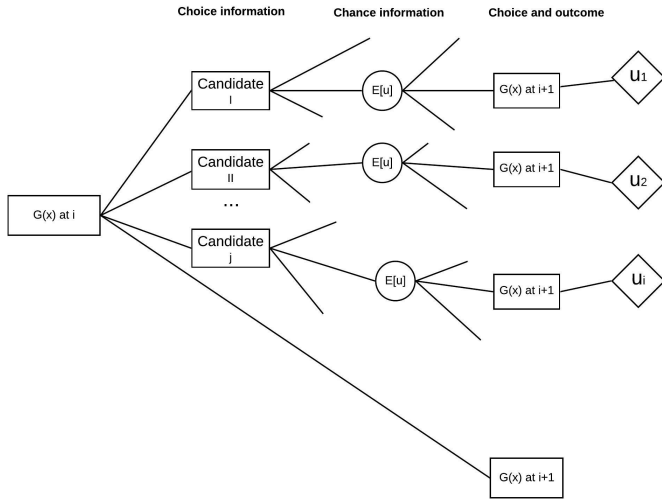 Choice information
Chance information
Choice and outcome
Candidate
I
E[u]
G(x) at i+1
u1
Candidate
II
E[u]
G(x) at i+1
u2
...
G(x) at i
Candidate
j
E[u]
G(x) at i+1
ui
G(x) at i+1